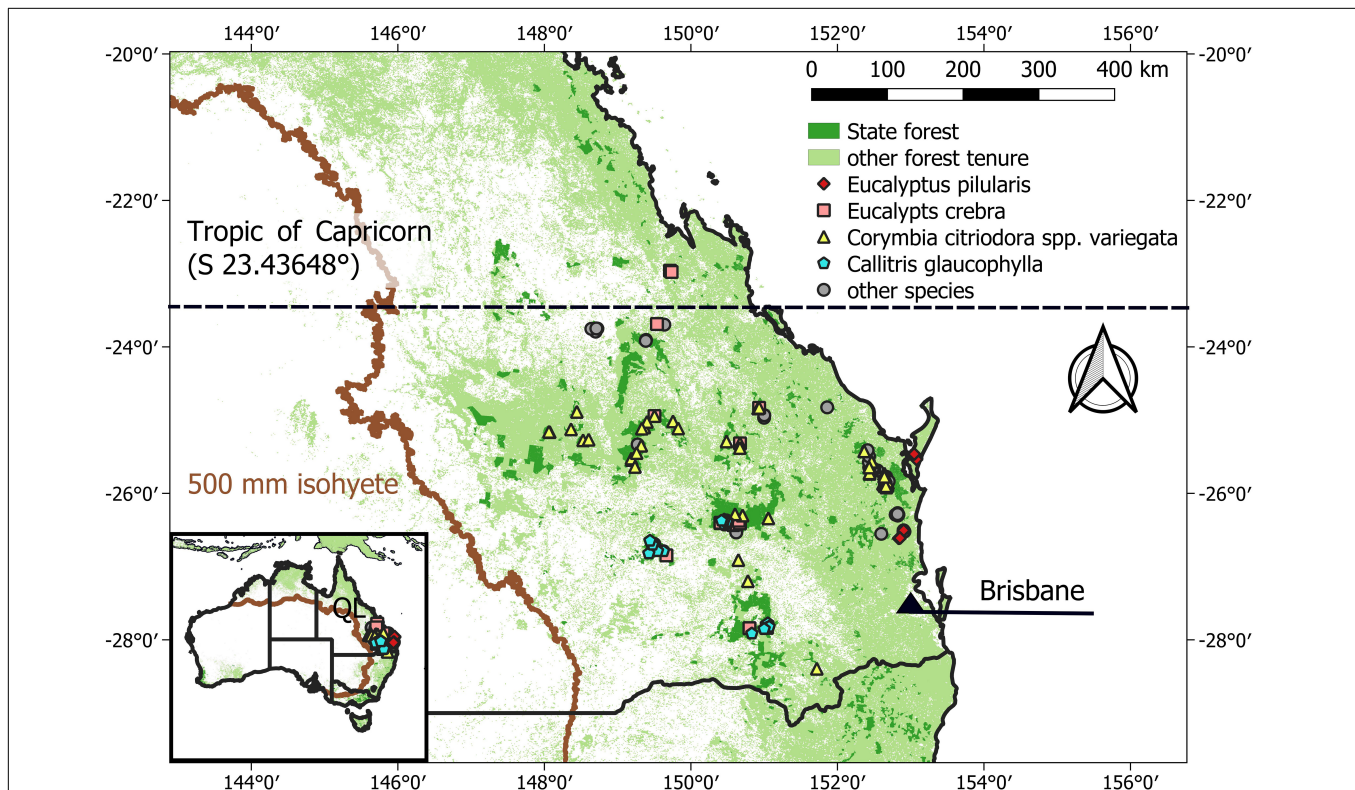 144°0′ 146°0′ 148°0′ 150°0′ 152°0′ 154°0′ 156°0′
-20°0′ -20°0′
0 100 200 300 400 km
State forest
other forest tenure
Eucalyptus pilularis
Eucalypts crebra
Corymbia citriodora spp. variegata
Callitris glaucophylla
other species
-22°0′ -22°0′
Tropic of Capricorn
(S 23.43648°)
-24°0′ -24°0′
500 mm isohyete
-26°0′ -26°0′
Brisbane
QL
-28°0′ -28°0′
144°0′ 146°0′ 148°0′ 150°0′ 152°0′ 154°0′ 156°0′